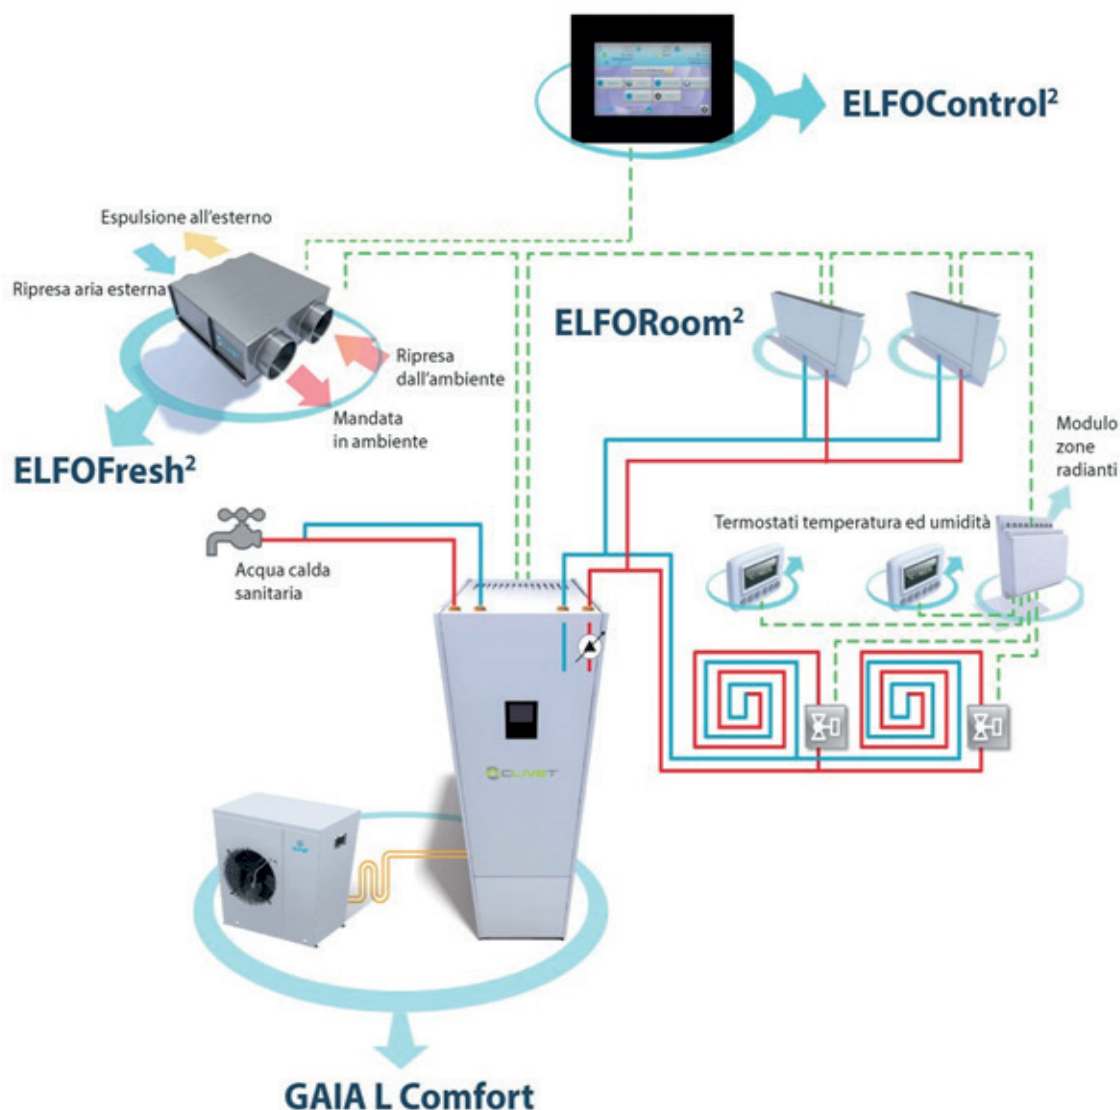 ELFOControl²
Espulsione all'esterno
Ripresa aria esterna
Ripresa
dall'ambiente
Mandata
in ambiente
ELFOFresh²
ELFORoom²
Modulo
zone
radianti
Termostati temperatura ed umidità
Acqua calda
sanitaria
CLIVET
GAIA L Comfort